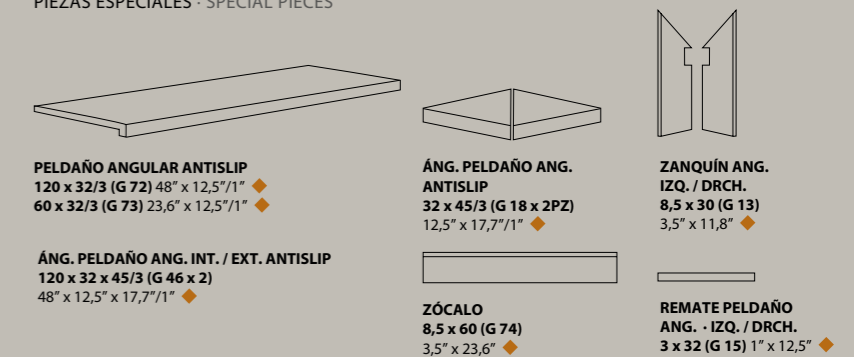 PIEZAS ESPECIALES · SPECIAL PIECES
PELDAÑO ANGULAR ANTISLIP
120 x 32/3 (G 72) 48” x 12,5”/1”
60 x 32/3 (G 73) 23,6” x 12,5”/1”
ÁNG. PELDAÑO ANG. INT. / EXT. ANTISLIP
120 x 32 x 45/3 (G 46 x 2)
48” x 12,5” x 17,7”/1”
ÁNG. PELDAÑO ANG.
ANTISLIP
32 x 45/3 (G 18 x 2PZ)
12,5” x 17,7”/1”
ZÓCALO
8,5 x 60 (G 74)
3,5” x 23,6”
ZANQUÍN ANG.
IZQ. / DRCH.
8,5 x 30 (G 13)
3,5” x 11,8”
REMATE PELDAÑO
ANG. · IZQ. / DRCH.
3 x 32 (G 15) 1” x 12,5”